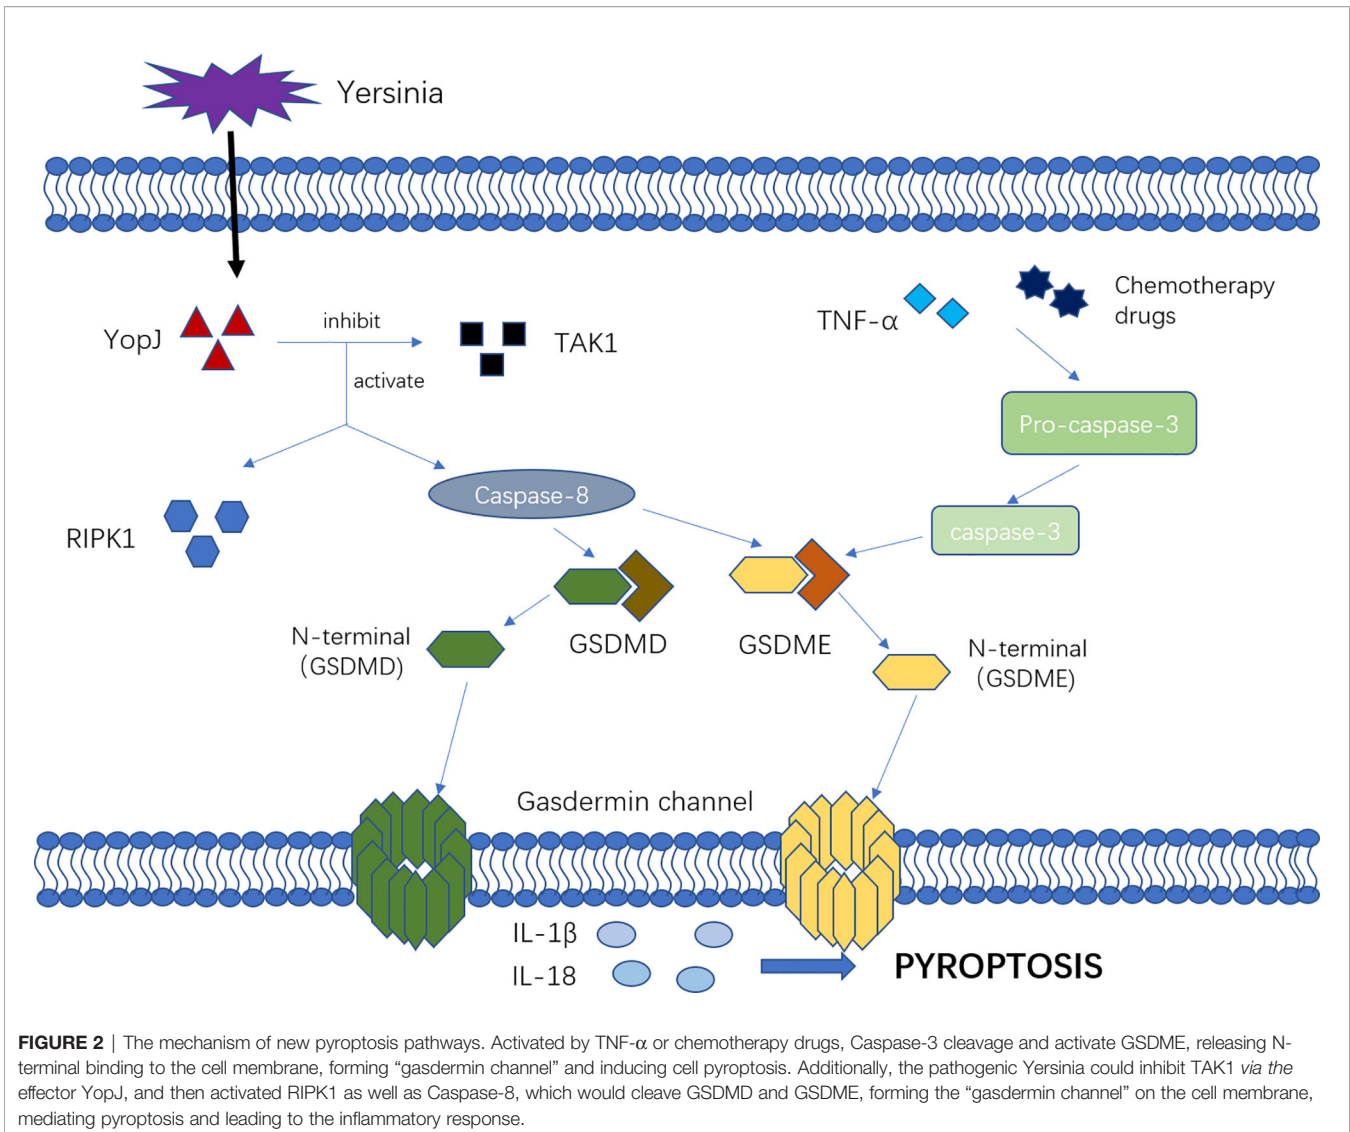 Yersinia
YopJ
inhibit
TAK1
activate
TNF-α
Chemotherapy
drugs
Pro-caspase-3
caspase-3
RIPK1
Caspase-8
GSDMD
GSDME
N-terminal
(GSDMD)
N-terminal
(GSDME)
Gasdermin channel
IL-1β
IL-18
PYROPTOSIS
FIGURE 2 | The mechanism of new pyroptosis pathways. Activated by TNF-α or chemotherapy drugs, Caspase-3 cleavage and activate GSDME, releasing N-
terminal binding to the cell membrane, forming “gasdermin channel” and inducing cell pyroptosis. Additionally, the pathogenic Yersinia could inhibit TAK1 via the
effector YopJ, and then activated RIPK1 as well as Caspase-8, which would cleave GSDMD and GSDME, forming the “gasdermin channel” on the cell membrane,
mediating pyroptosis and leading to the inflammatory response.